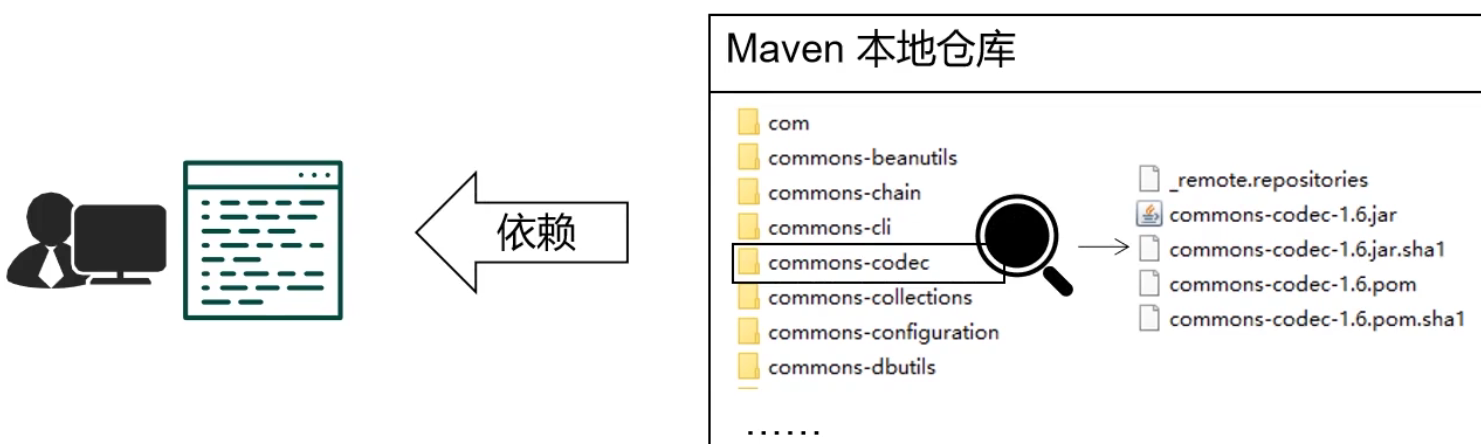 Maven 本地仓库
依赖
com
commons-beanutils
commons-chain
commons-cli
commons-codec
commons-collections
commons-configuration
commons-dbutils
......
_remote.repositories
commons-codec-1.6.jar
commons-codec-1.6.jar.sha1
commons-codec-1.6.pom
commons-codec-1.6.pom.sha1